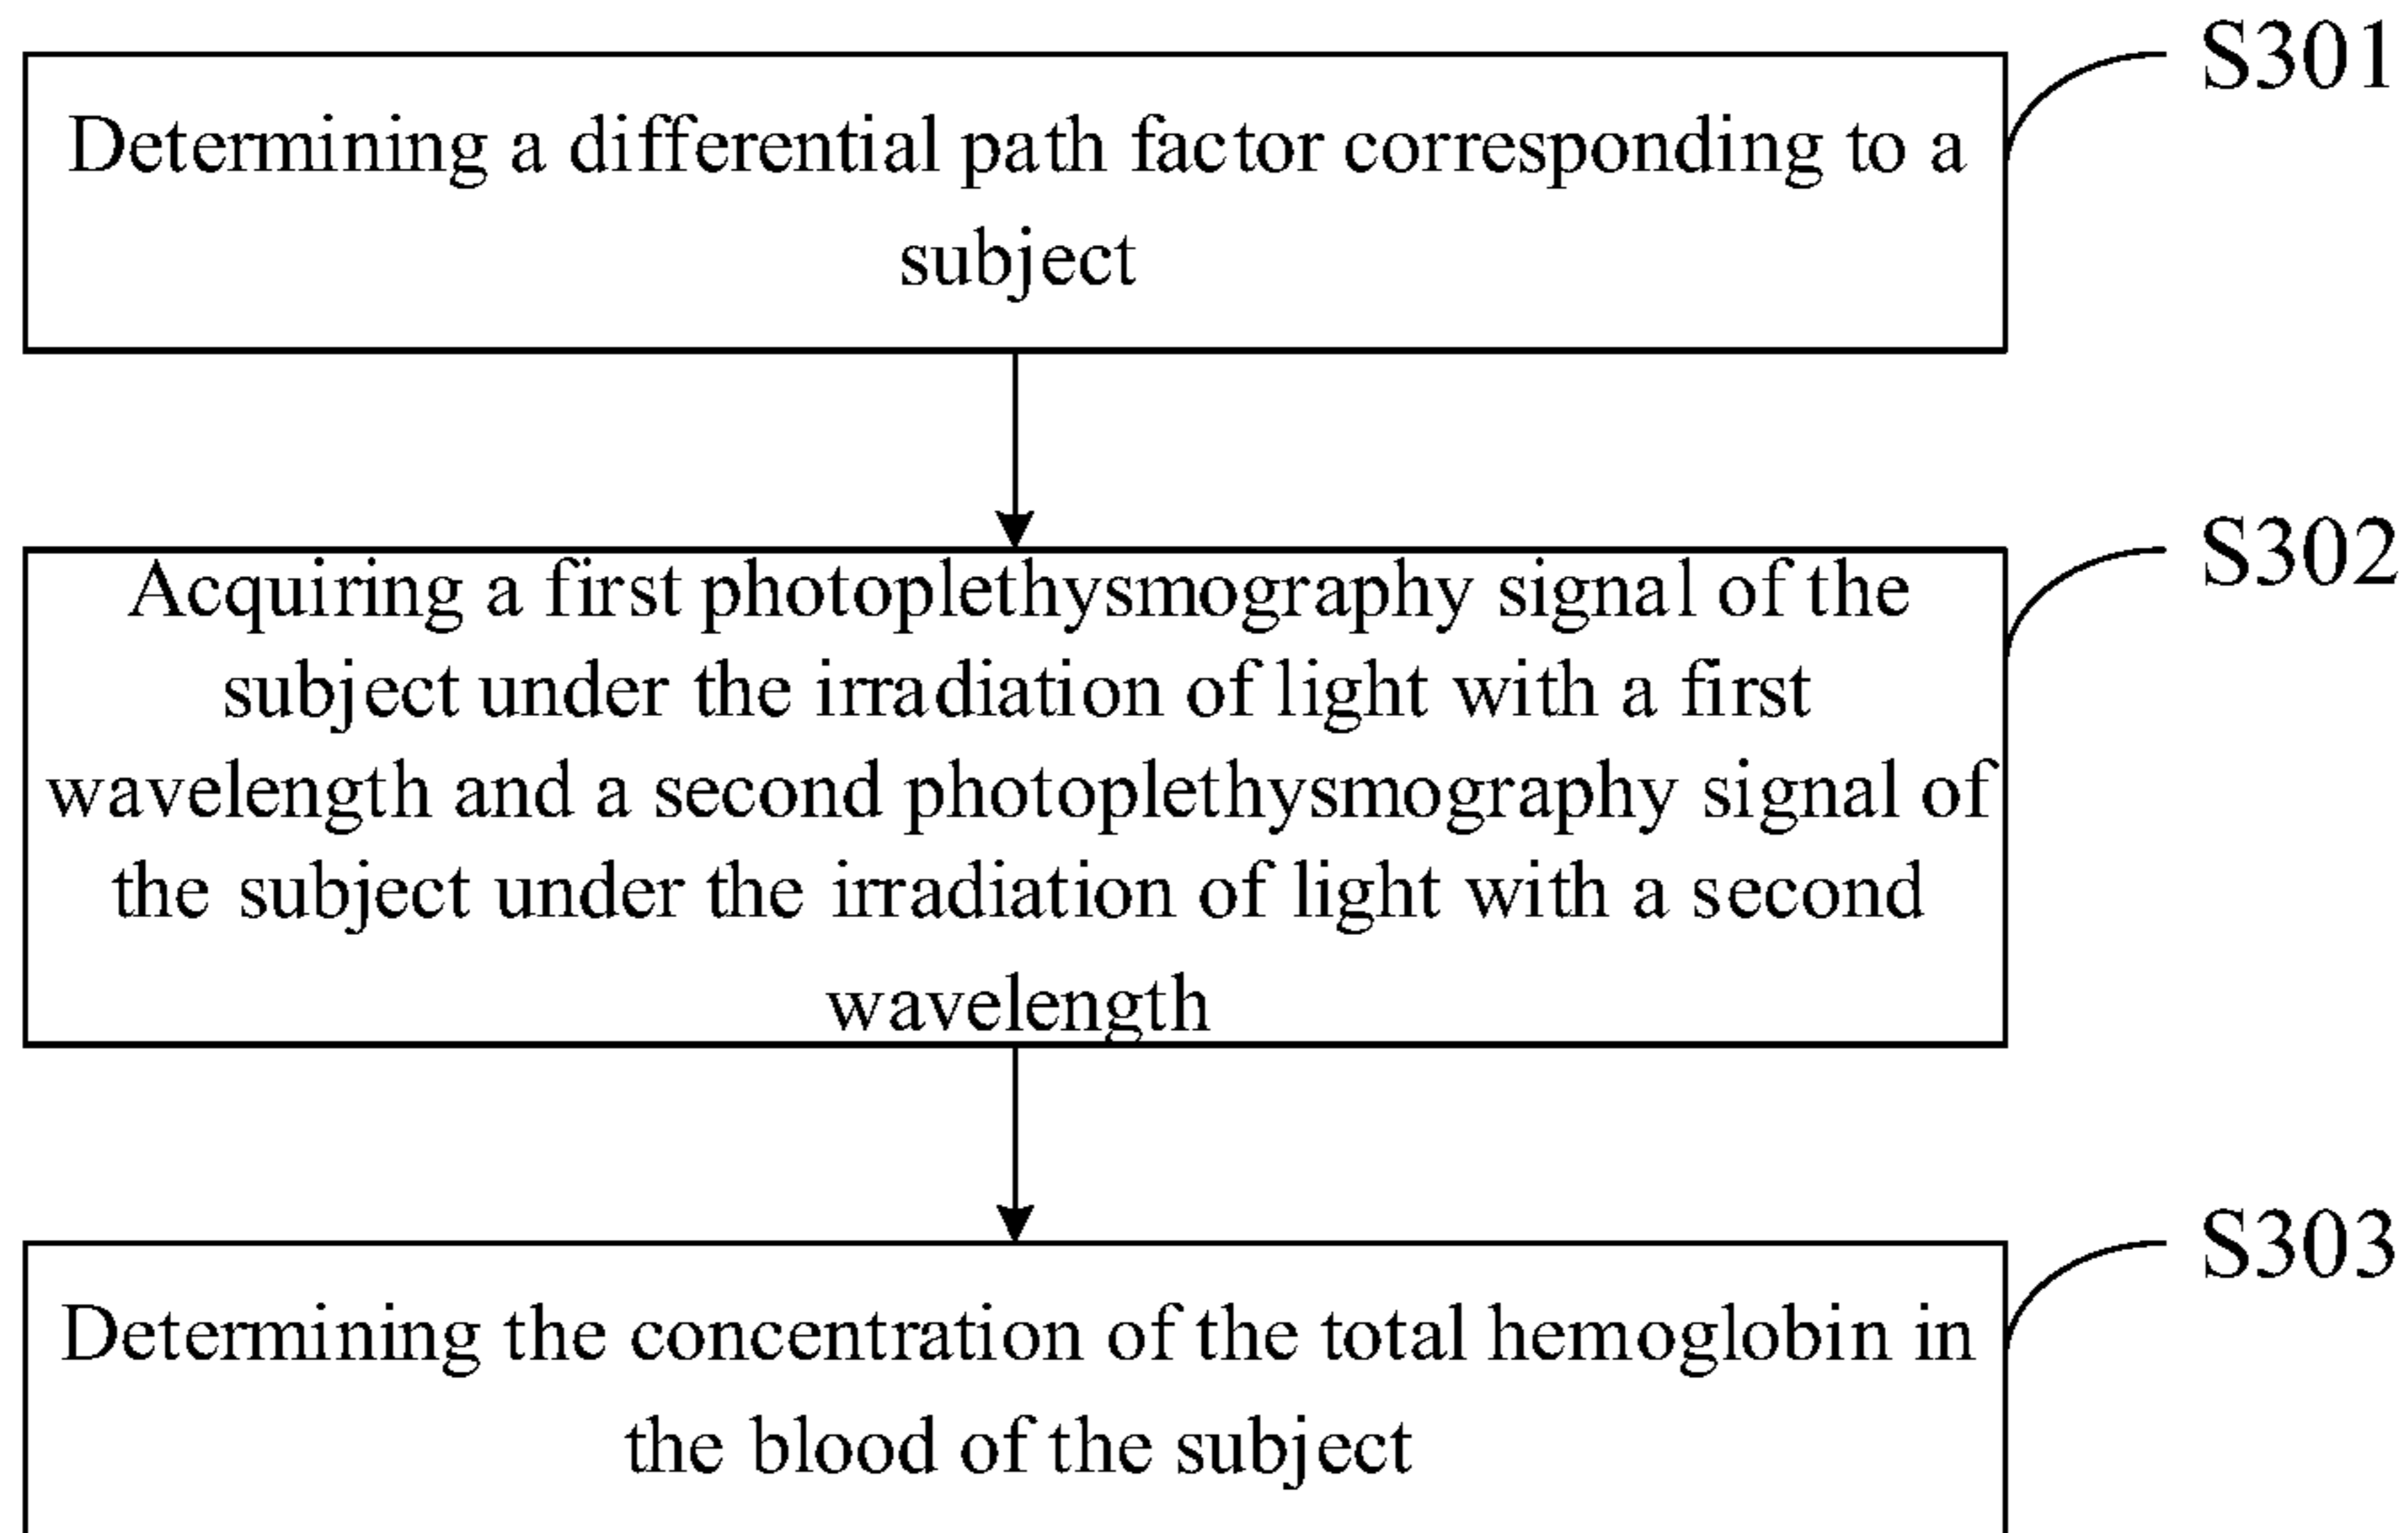 S301
Determining a differential path factor corresponding to a
subject
S302
Acquiring a first photoplethysmography signal of the
subject under the irradiation of light with a first
wavelength and a second photoplethysmography signal of
the subject under the irradiation of light with a second
wavelength
S303
Determining the concentration of the total hemoglobin in
the blood of the subject